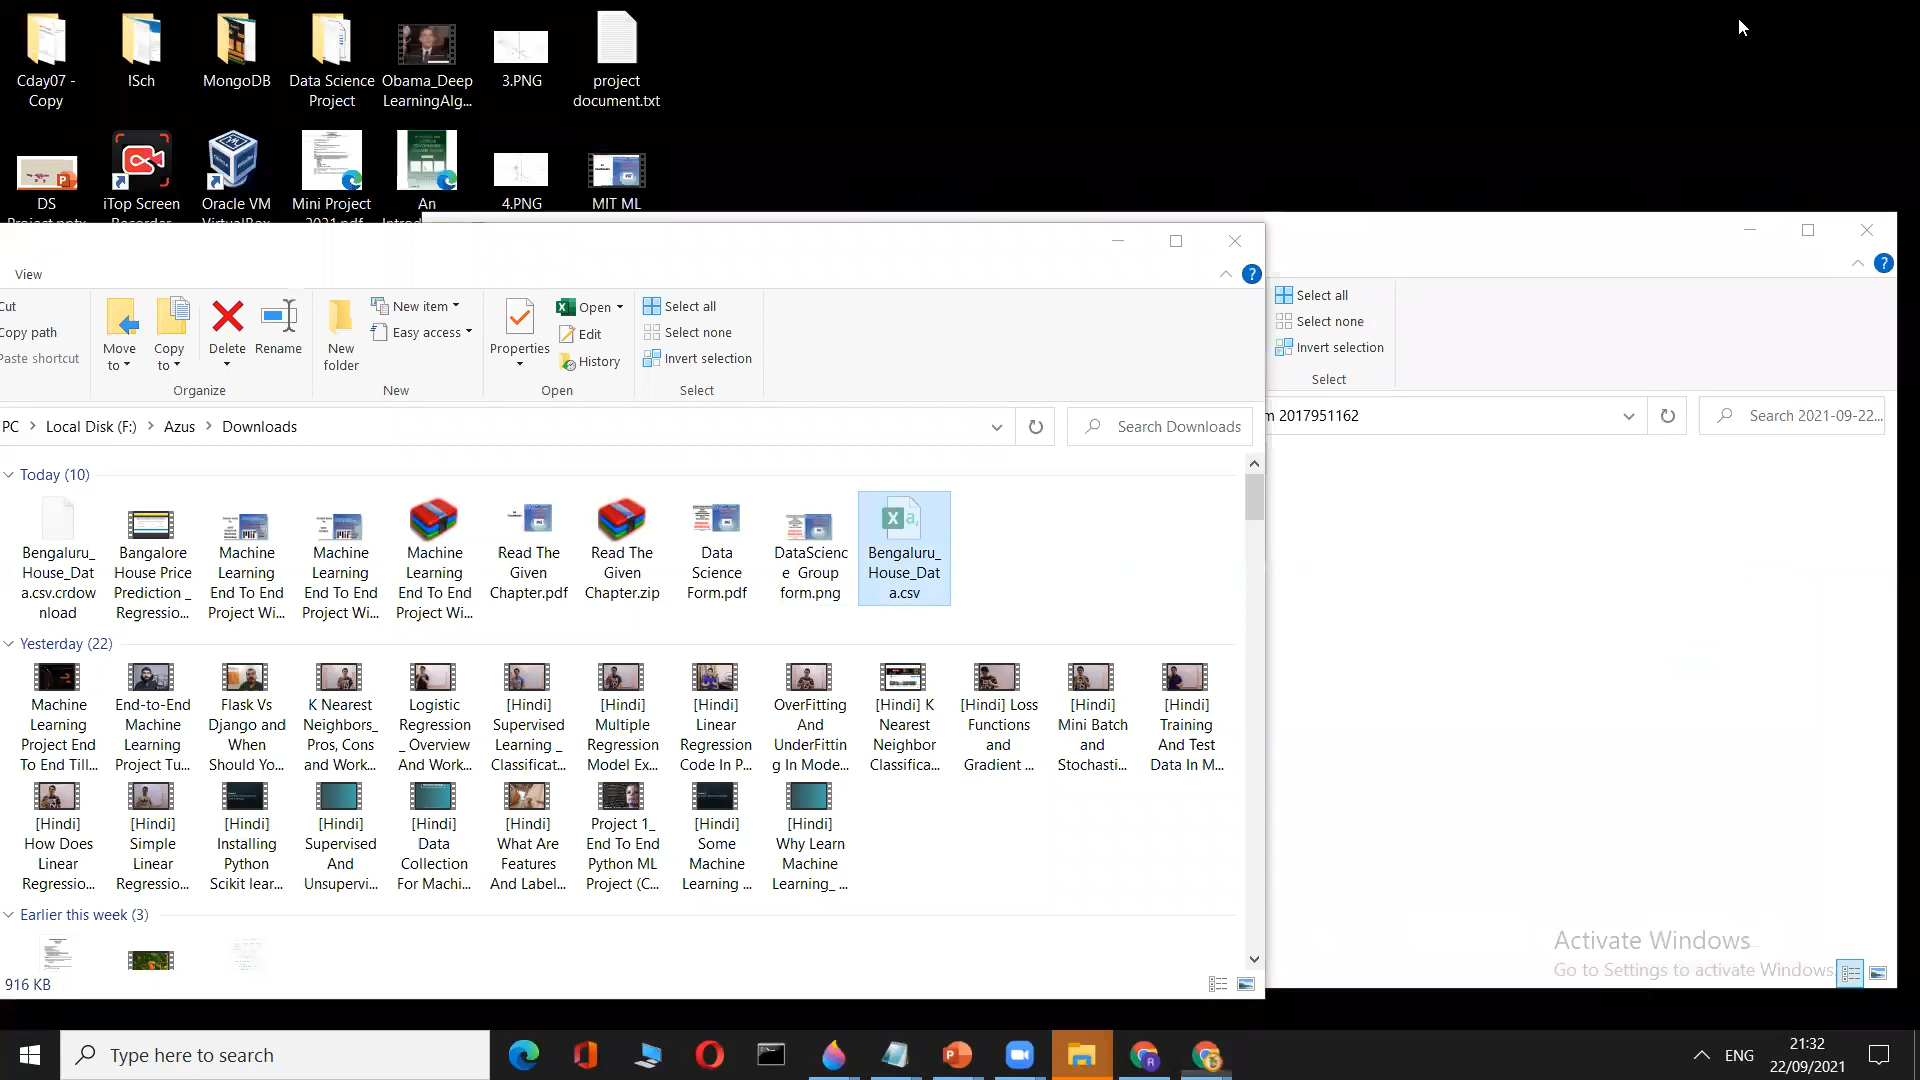 Cday07 -
Copy
ISch
MongoDB
Data Science
Project
Obama_Deep
LearningAlg...
3.PNG
project
document.txt
DS
iTop Screen
Oracle VM
Mini Project
An
4.PNG
MIT ML
View
Cut
Copy path
Paste shortcut
Move
to
Copy
to
Delete
Rename
Organize
New
folder
New item
Easy access
New
Properties
Open
Edit
History
Open
Select all
Select none
Invert selection
Select
Select all
Select none
Invert selection
Select
PC
Local Disk (F:)
Azus
Downloads
Search Downloads
m 2017951162
Search 2021-09-22...
Today (10)
Bengaluru_
House_Dat
a.csv.crdow
nload
Bangalore
House Price
Prediction _
Regressio...
Machine
Learning
End To End
Project Wi...
Machine
Learning
End To End
Project Wi...
Machine
Learning
End To End
Project Wi...
Read The
Given
Chapter.pdf
Read The
Given
Chapter.zip
Data
Science
Form.pdf
DataScienc
e Group
form.png
Bengaluru_
House_Dat
a.csv
Yesterday (22)
Machine
Learning
Project End
To End Till...
End-to-End
Machine
Learning
Project Tu...
Flask Vs
Django and
When
Should Yo...
K Nearest
Neighbors_
Pros, Cons
and Work...
Logistic
Regression
_ Overview
And Work...
[Hindi]
Supervised
Learning _
Classificat...
[Hindi]
Multiple
Regression
Model Ex...
[Hindi]
Linear
Regression
Code In P...
OverFitting
And
UnderFittin
g In Mode...
[Hindi] K
Nearest
Neighbor
Classifica...
[Hindi] Loss
Functions
and
Gradient ...
[Hindi]
Mini Batch
and
Stochasti...
[Hindi]
Training
And Test
Data In M...
[Hindi]
How Does
Linear
Regressio...
[Hindi]
Simple
Linear
Regressio...
[Hindi]
Installing
Python
Scikit lear...
[Hindi]
Supervised
And
Unsupervi...
[Hindi]
Data
Collection
For Machi...
[Hindi]
What Are
Features
And Label...
Project 1_
End To End
Python ML
Project (C...
[Hindi]
Some
Machine
Learning ...
[Hindi]
Why Learn
Machine
Learning_ ...
Earlier this week (3)
916 KB
Activate Windows
Go to Settings to activate Windows.
Type here to search
ENG
21:32
22/09/2021